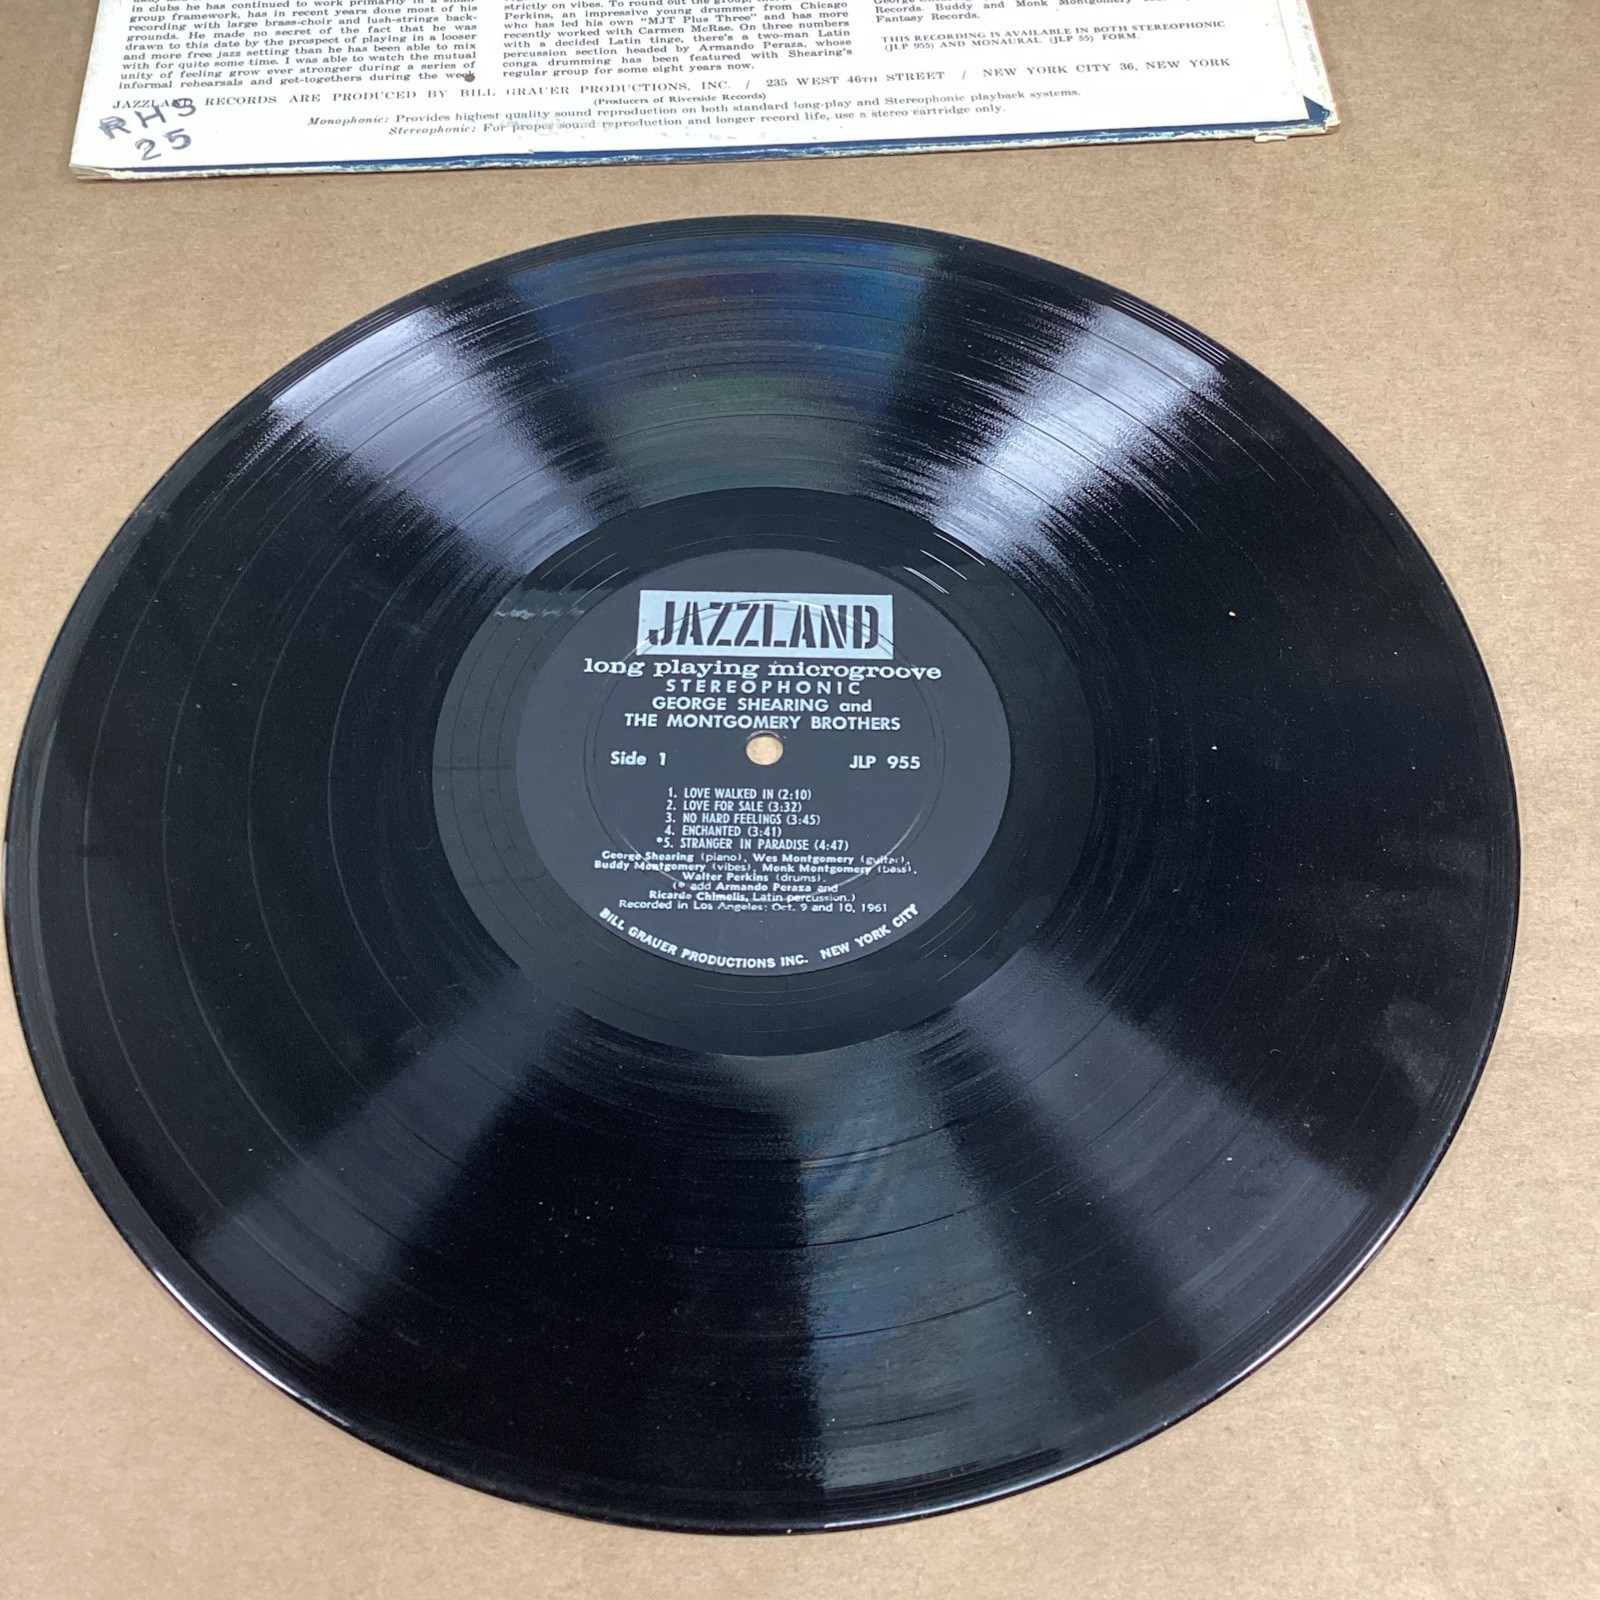 in clubs he has continued to work primarily in a small
group framework, has in recent years done most of his
recording with large brass-choir and lush-strings back-
grounds. He made no secret of the fact that he was
drawn to this date by the prospect of playing in a looser
and more free jazz setting than he has been able to mix
with for quite some time. I was able to watch the mutual
unity of feeling grow ever stronger during a series of
informal rehearsals and get-togethers during the week
strictly on vibes. To round out the group,
Perkins, an impressive young drummer from Chicago
who has led his own "MJT Plus Three" and has more
recently worked with Carmen McRae. On three numbers
with a decided Latin tinge, there's a two-man Latin
percussion section headed by Armando Peraza, whose
conga drumming has been featured with Shearing's
regular group for some eight years now.
Records. Buddy and Monk
Fantasy Records.
THIS RECORDING IS AVAILABLE IN BOTH STEREOPHONIC
(JLP 955) AND MONAURAL (JLP 55) FORM.
JAZZLAND RECORDS ARE PRODUCED BY BILL GRAUER PRODUCTIONS, INC. / 235 WEST 46TH STREET / NEW YORK CITY 36, NEW YORK
(Producers of Riverside Records)
Monophonic: Provides highest quality sound reproduction on both standard long-play and Stereophonic playback systems.
Stereophonic: For proper sound reproduction and longer record life, use a stereo cartridge only.
RHS
25
JAZZLAND
long playing microgroove
STEREOPHONIC
GEORGE SHEARING and
THE MONTGOMERY BROTHERS
Side 1 JLP 955
1. LOVE WALKED IN (2:10)
2. LOVE FOR SALE (3:32)
3. NO HARD FEELINGS (3:45)
4. ENCHANTED (3:41)
*5. STRANGER IN PARADISE (4:47)
George Shearing (piano), Wes Montgomery (guitar),
Buddy Montgomery (vibes), Monk Montgomery (bass),
Walter Perkins (drums).
(* add Armando Peraza and
Ricardo Chimelis, Latin percussion.)
Recorded in Los Angeles; Oct. 9 and 10, 1961
BILL GRAUER PRODUCTIONS INC. NEW YORK CITY